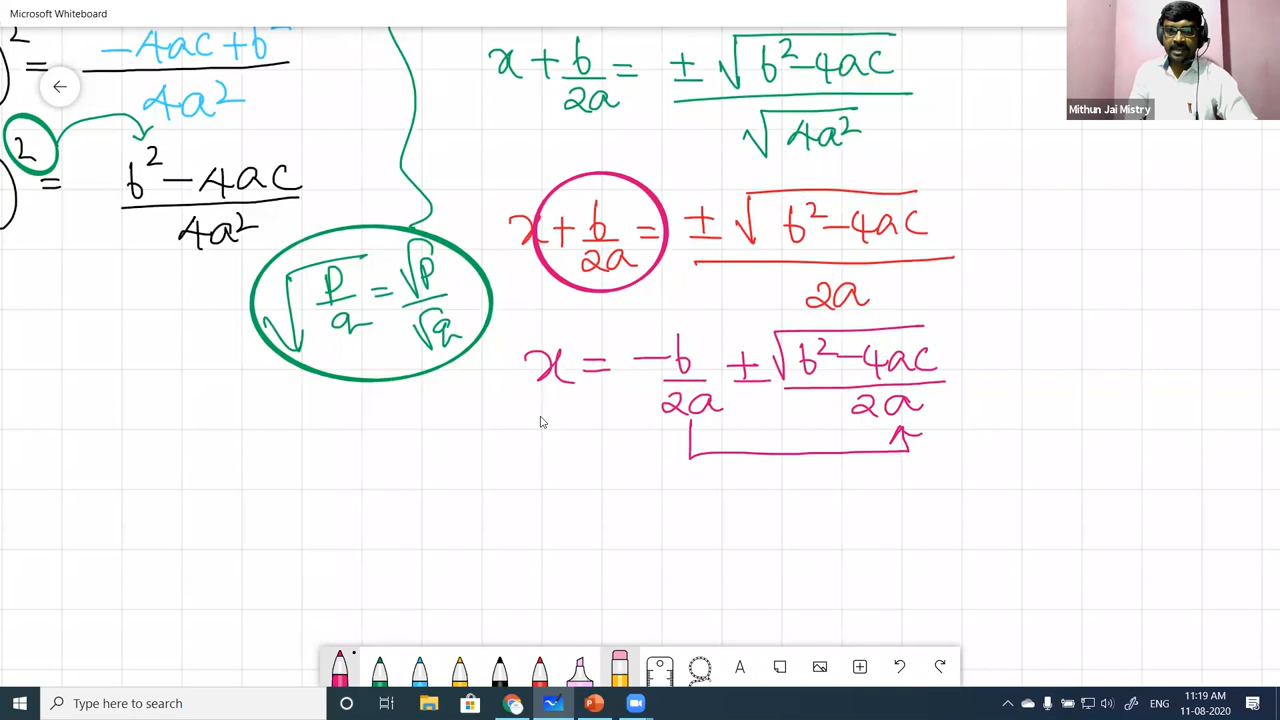 Microsoft Whiteboard
Mithun Jai Mistry
2 = -4ac+b² / 4a²
2 = b²-4ac / 4a²
√(p/q) = √p/√q
x + b/2a = ±√(b²-4ac) / √(4a²)
x + b/2a = ±√(b²-4ac) / 2a
x = -b/2a ± √(b²-4ac) / 2a
Type here to search
ENG
11:19 AM
11-08-2020